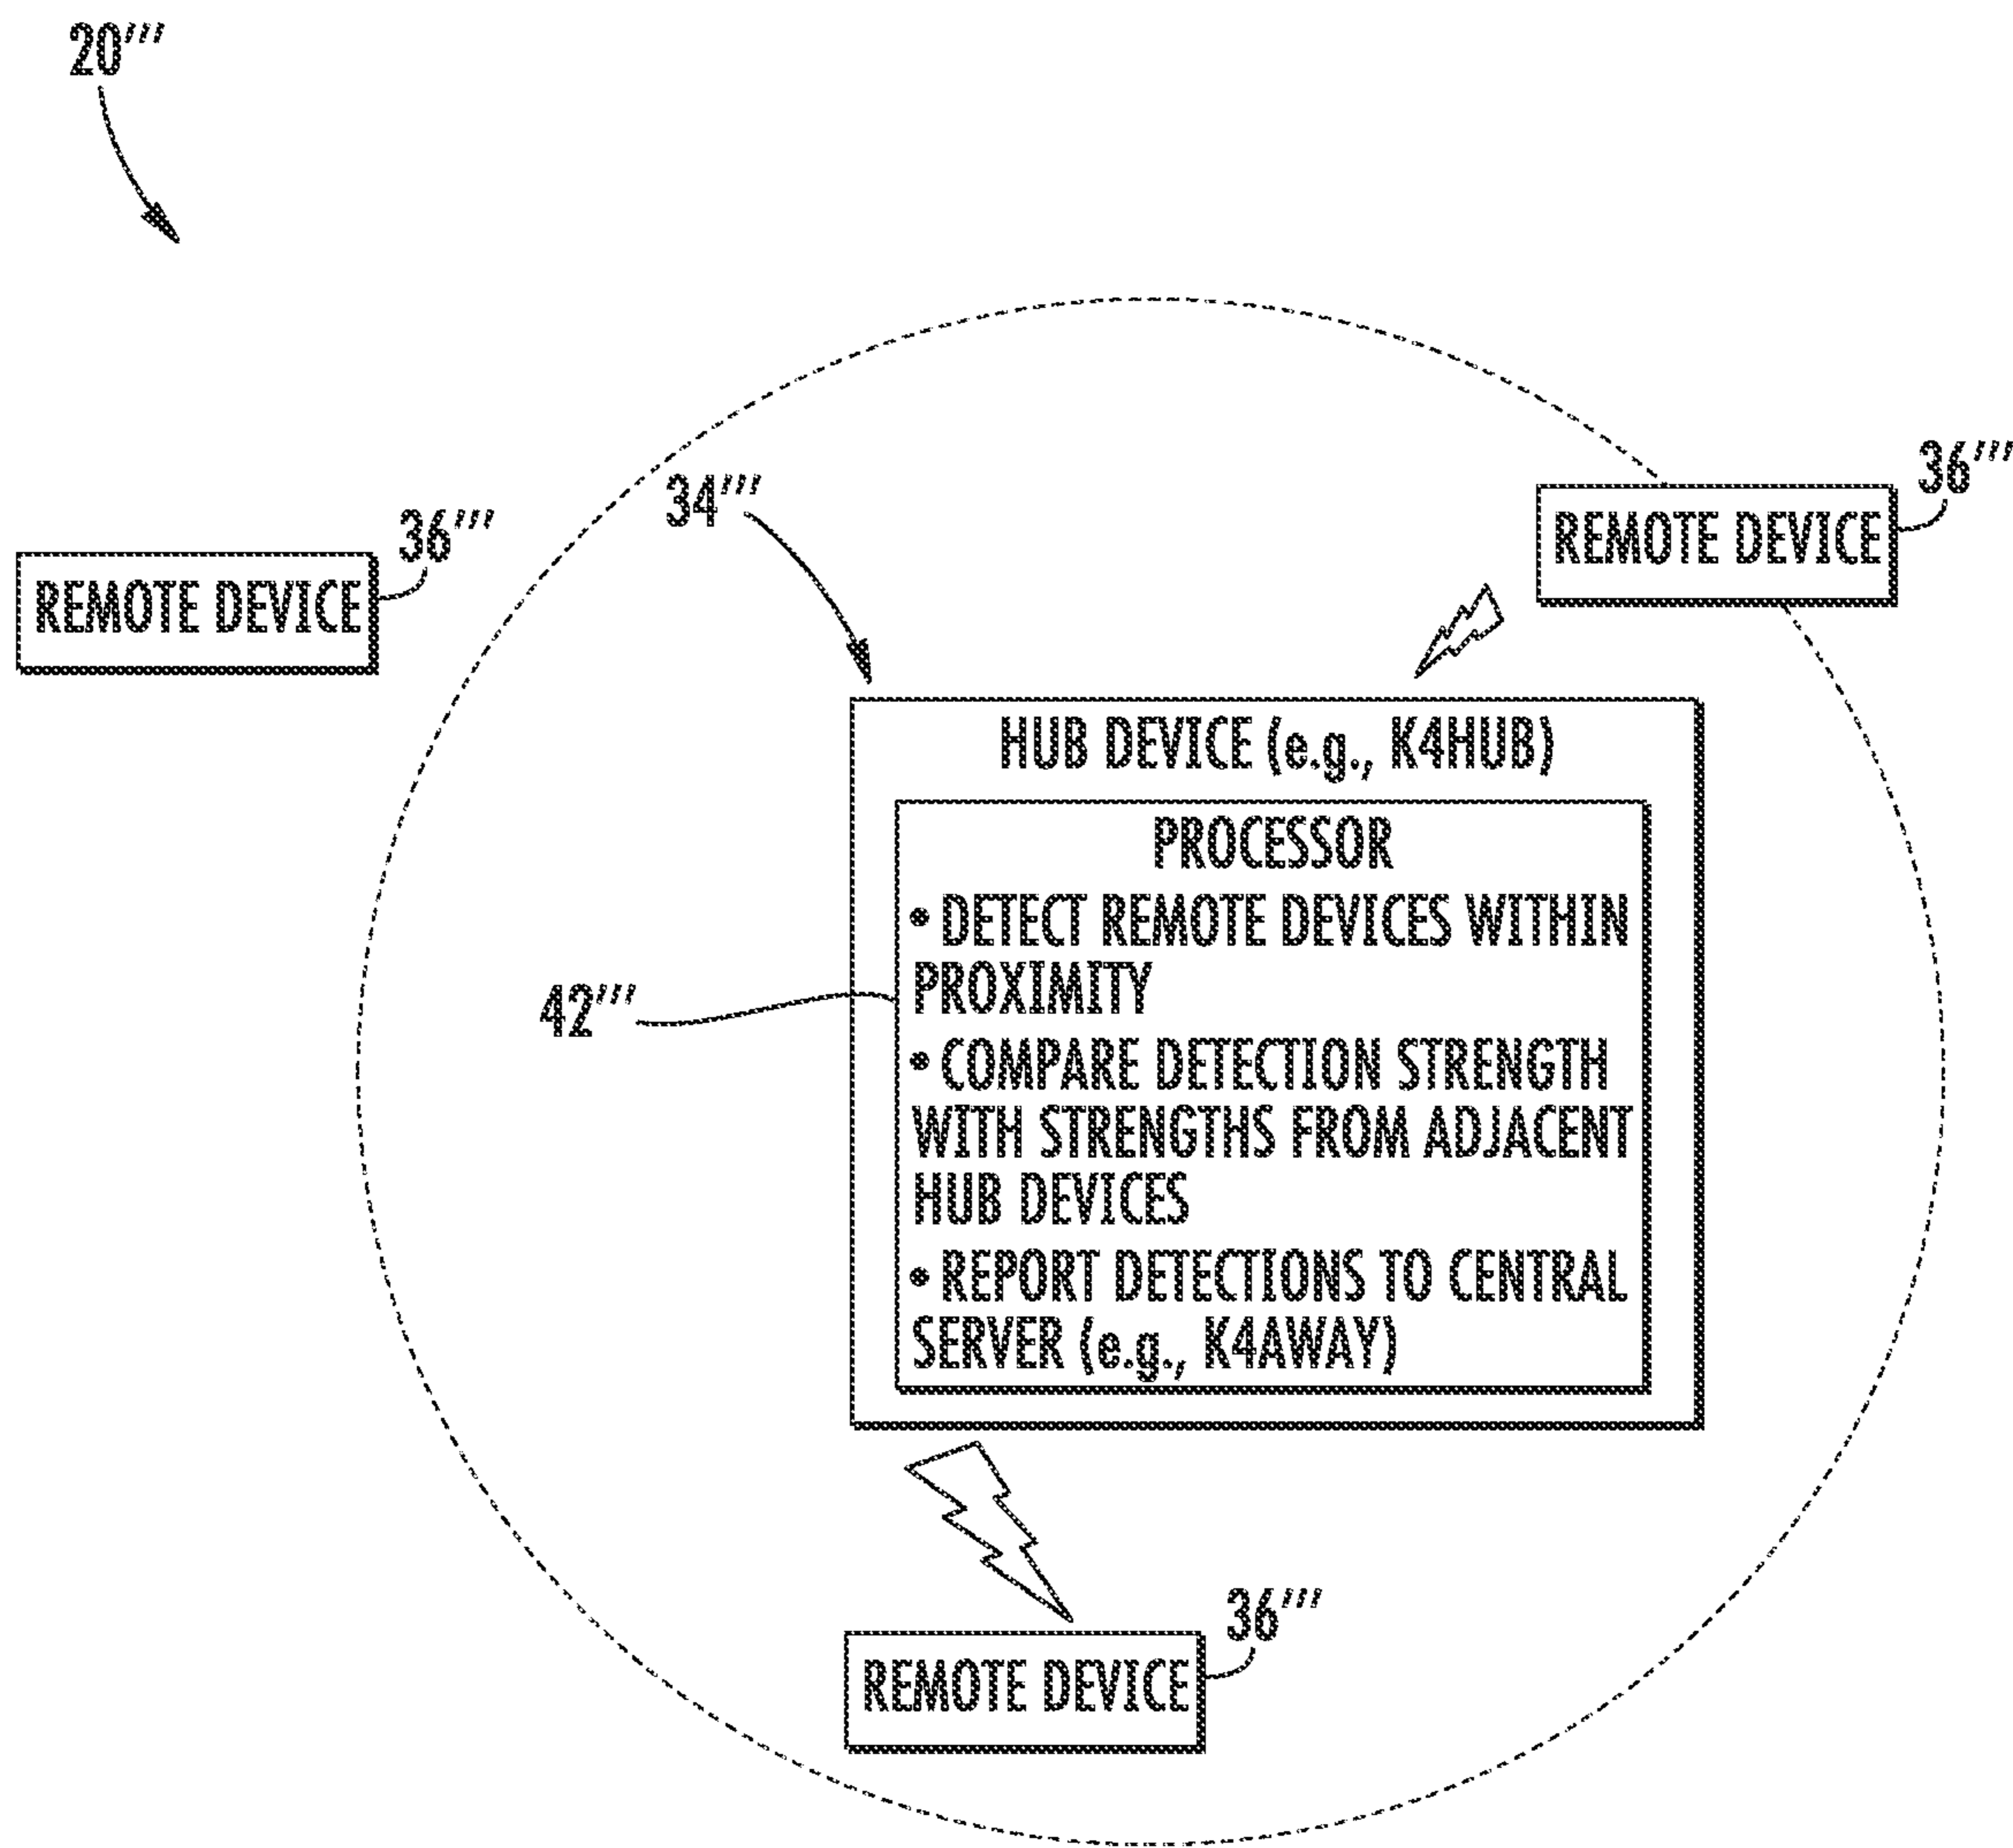 20'''
34'''
36'''
REMOTE DEVICE
36'''
REMOTE DEVICE
HUB DEVICE (e.g., K4HUB)
PROCESSOR
• DETECT REMOTE DEVICES WITHIN
PROXIMITY
42'''
• COMPARE DETECTION STRENGTH
WITH STRENGTHS FROM ADJACENT
HUB DEVICES
• REPORT DETECTIONS TO CENTRAL
SERVER (e.g., K4AWAY)
36'''
REMOTE DEVICE